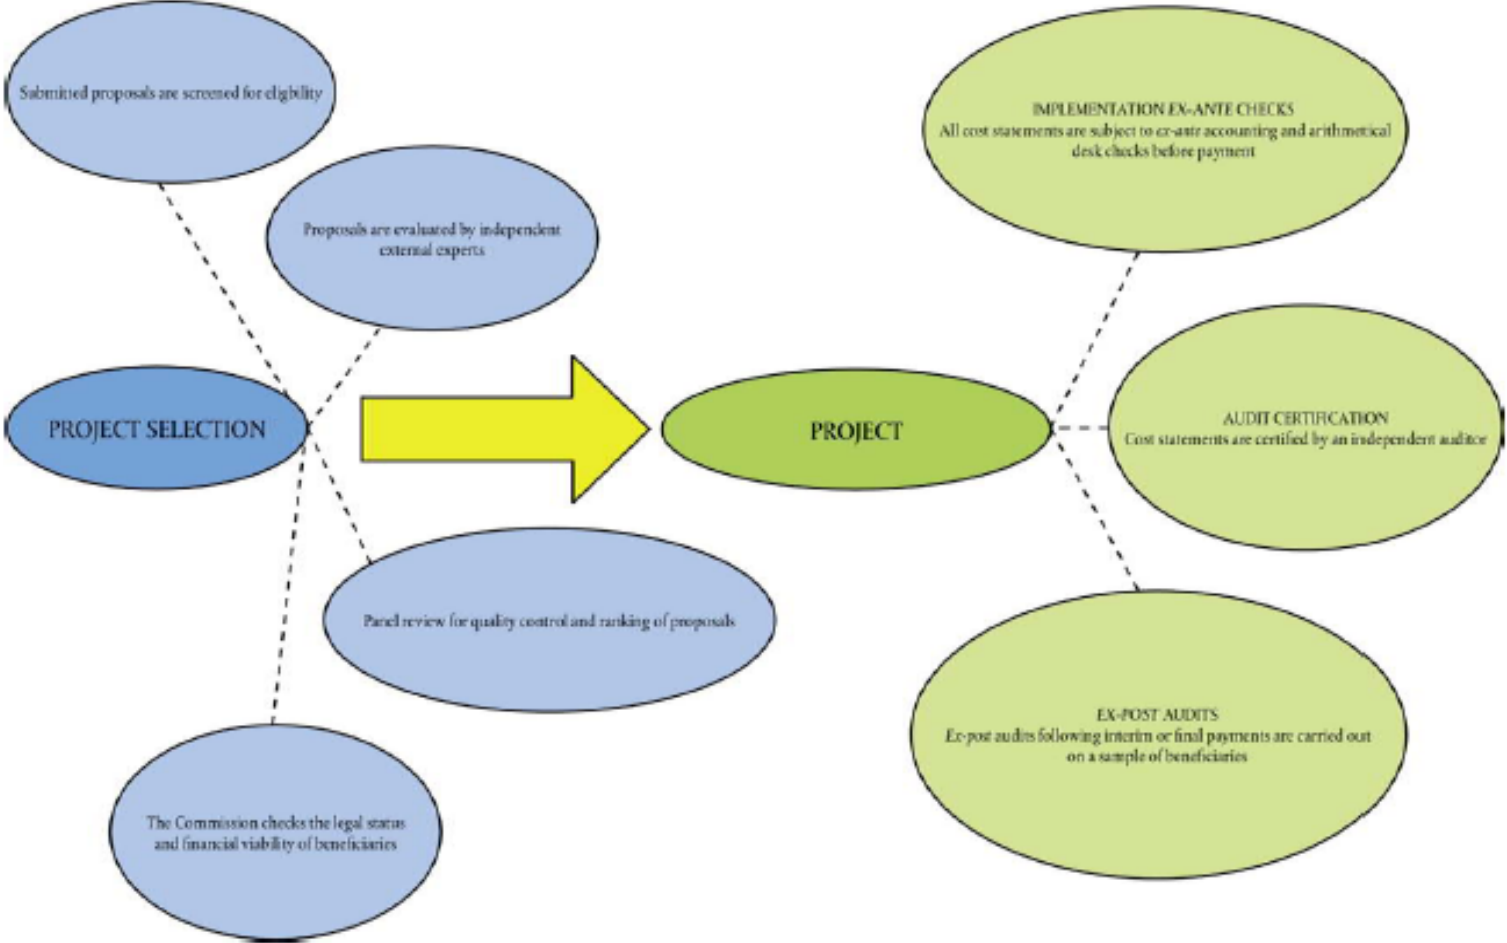 Submitted proposals are screened for eligbility
Proposals are evaluated by independent
external experts
PROJECT SELECTION
Panel review for quality control and ranking of proposals
The Commission checks the legal status
and financial viability of beneficiaries
PROJECT
IMPLEMENTATION EX-ANTE CHECKS
All cost statements are subject to ex-ante accounting and arithmetical
desk checks before payment
AUDIT CERTIFICATION
Cost statements are certified by an independent auditor
EX-POST AUDITS
Ex-post audits following interim or final payments are carried out
on a sample of beneficiaries